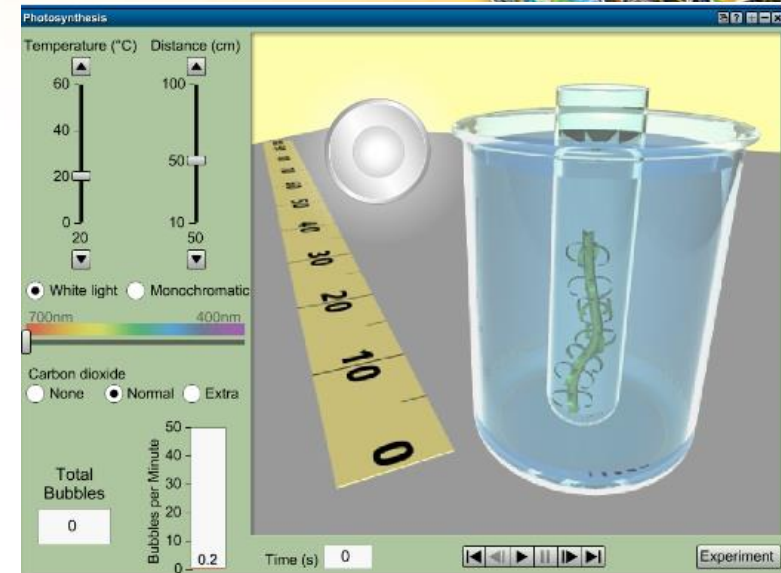 Photosynthesis
Temperature (°C) Distance (cm)
60
40
20
0
20
100
50
10
50
White light Monochromatic
700nm 400nm
Carbon dioxide
None Normal Extra
Total
Bubbles
0
Bubbles per Minute
50
40
30
20
10
0
0.2
50
40
30
20
10
0
Time (s) 0
Experiment